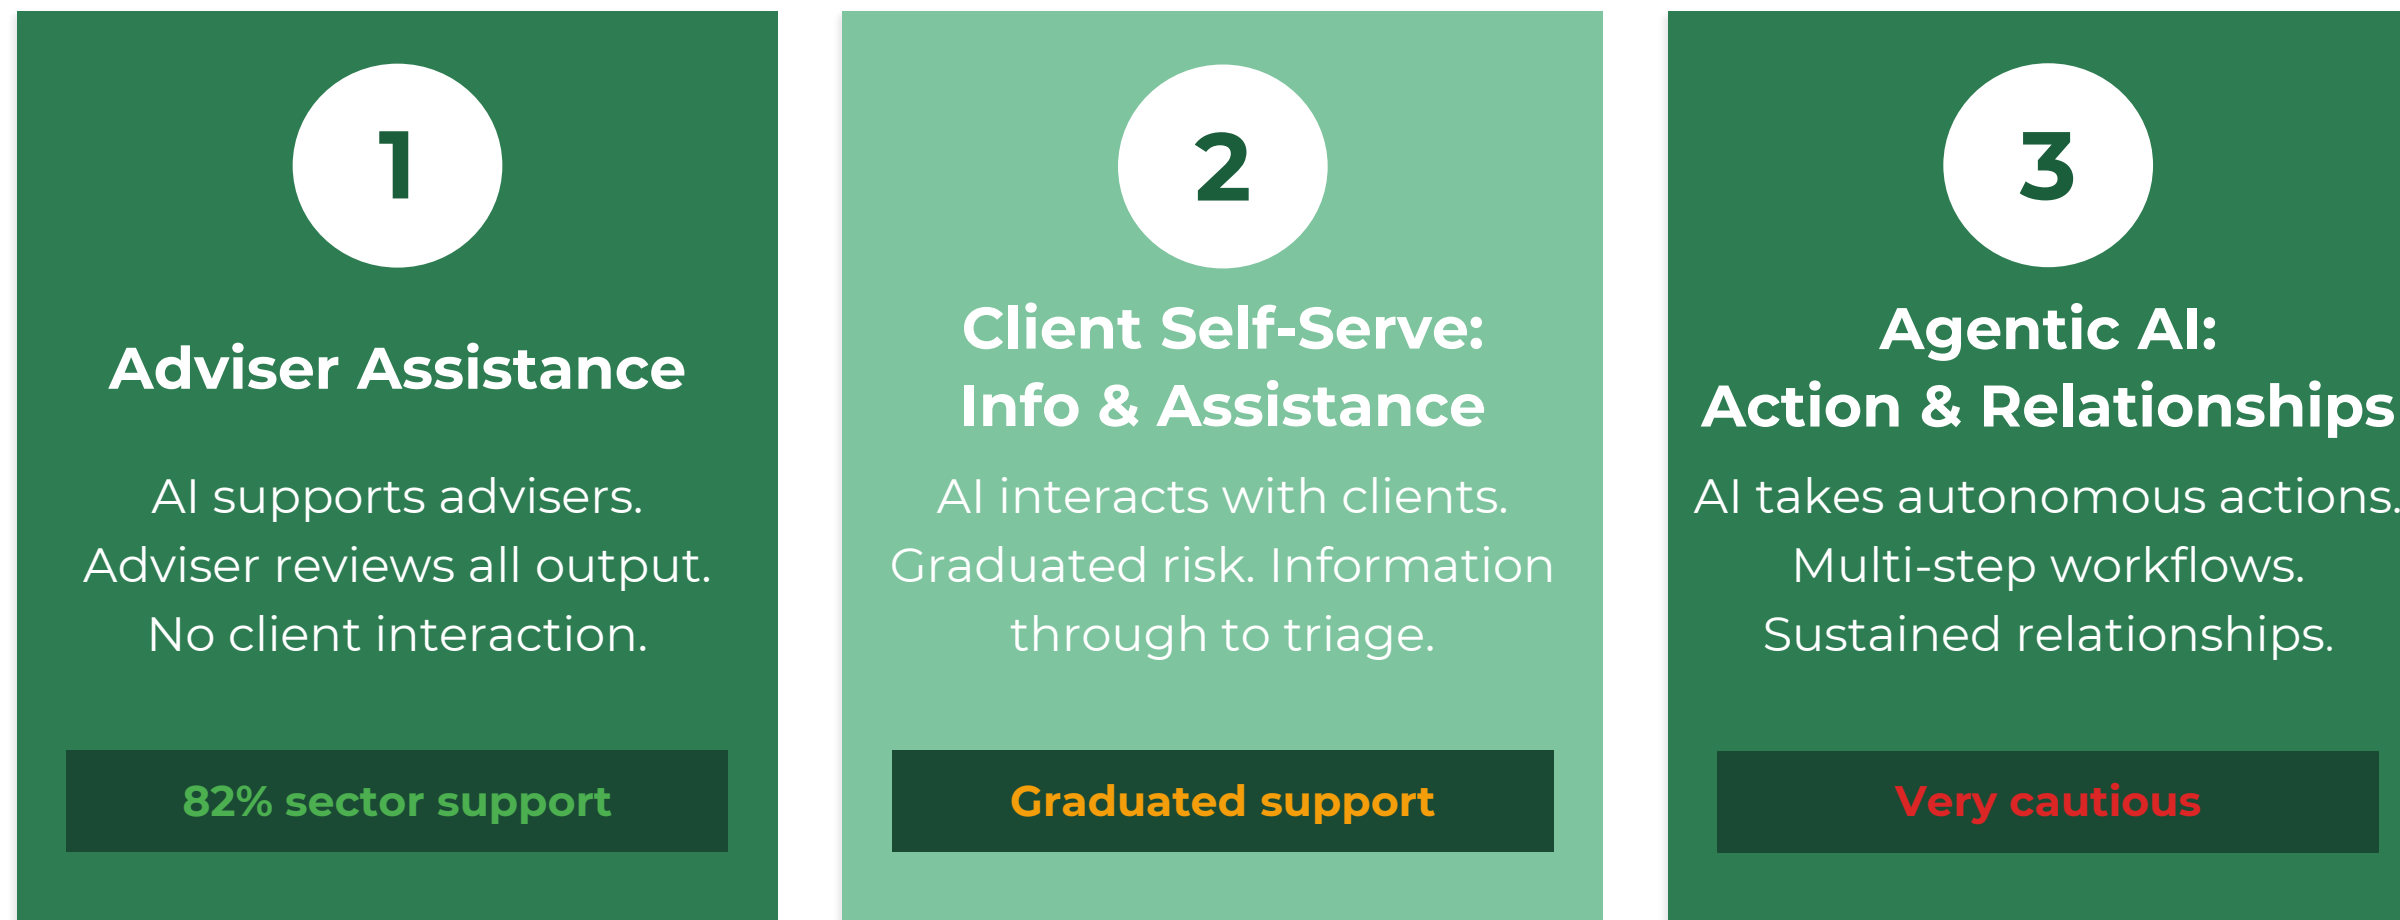 1
Adviser Assistance
AI supports advisers.
Adviser reviews all output.
No client interaction.
82% sector support
2
Client Self-Serve:
Info & Assistance
AI interacts with clients.
Graduated risk. Information
through to triage.
Graduated support
3
Agentic AI:
Action & Relationships
AI takes autonomous actions.
Multi-step workflows.
Sustained relationships.
Very cautious